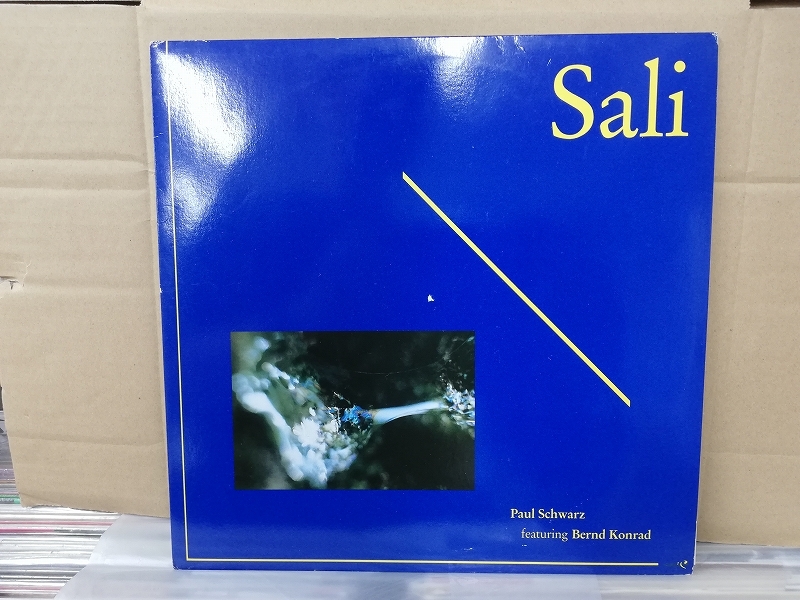 Sali
Paul Schwarz
featuring Bernd Konrad